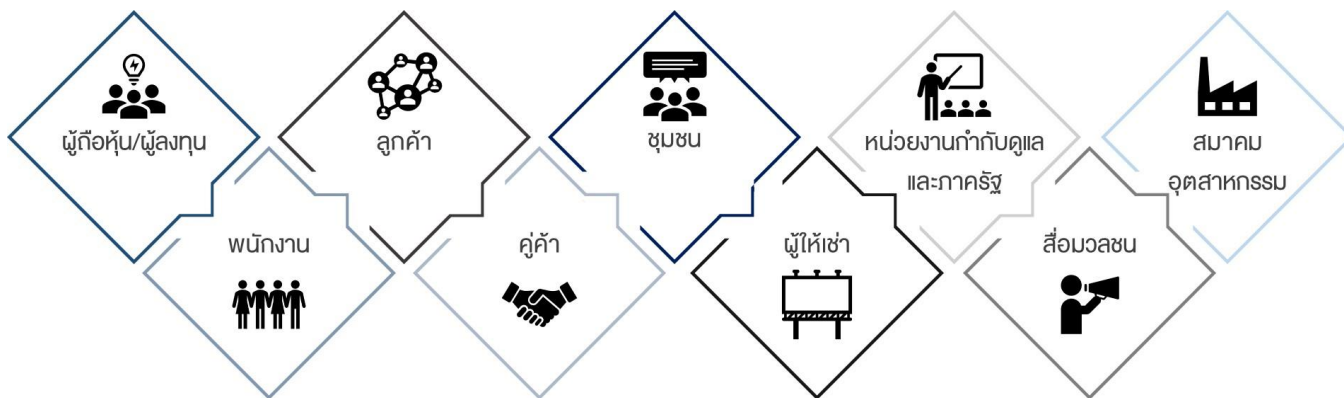 ผู้ถือหุ้น/ผู้ลงทุน
ลูกค้า
ชุมชน
หน่วยงานกำกับดูแล
และภาครัฐ
สมาคม
อุตสาหกรรม
พนักงาน
คู่ค้า
ผู้ให้เช่า
สื่อมวลชน